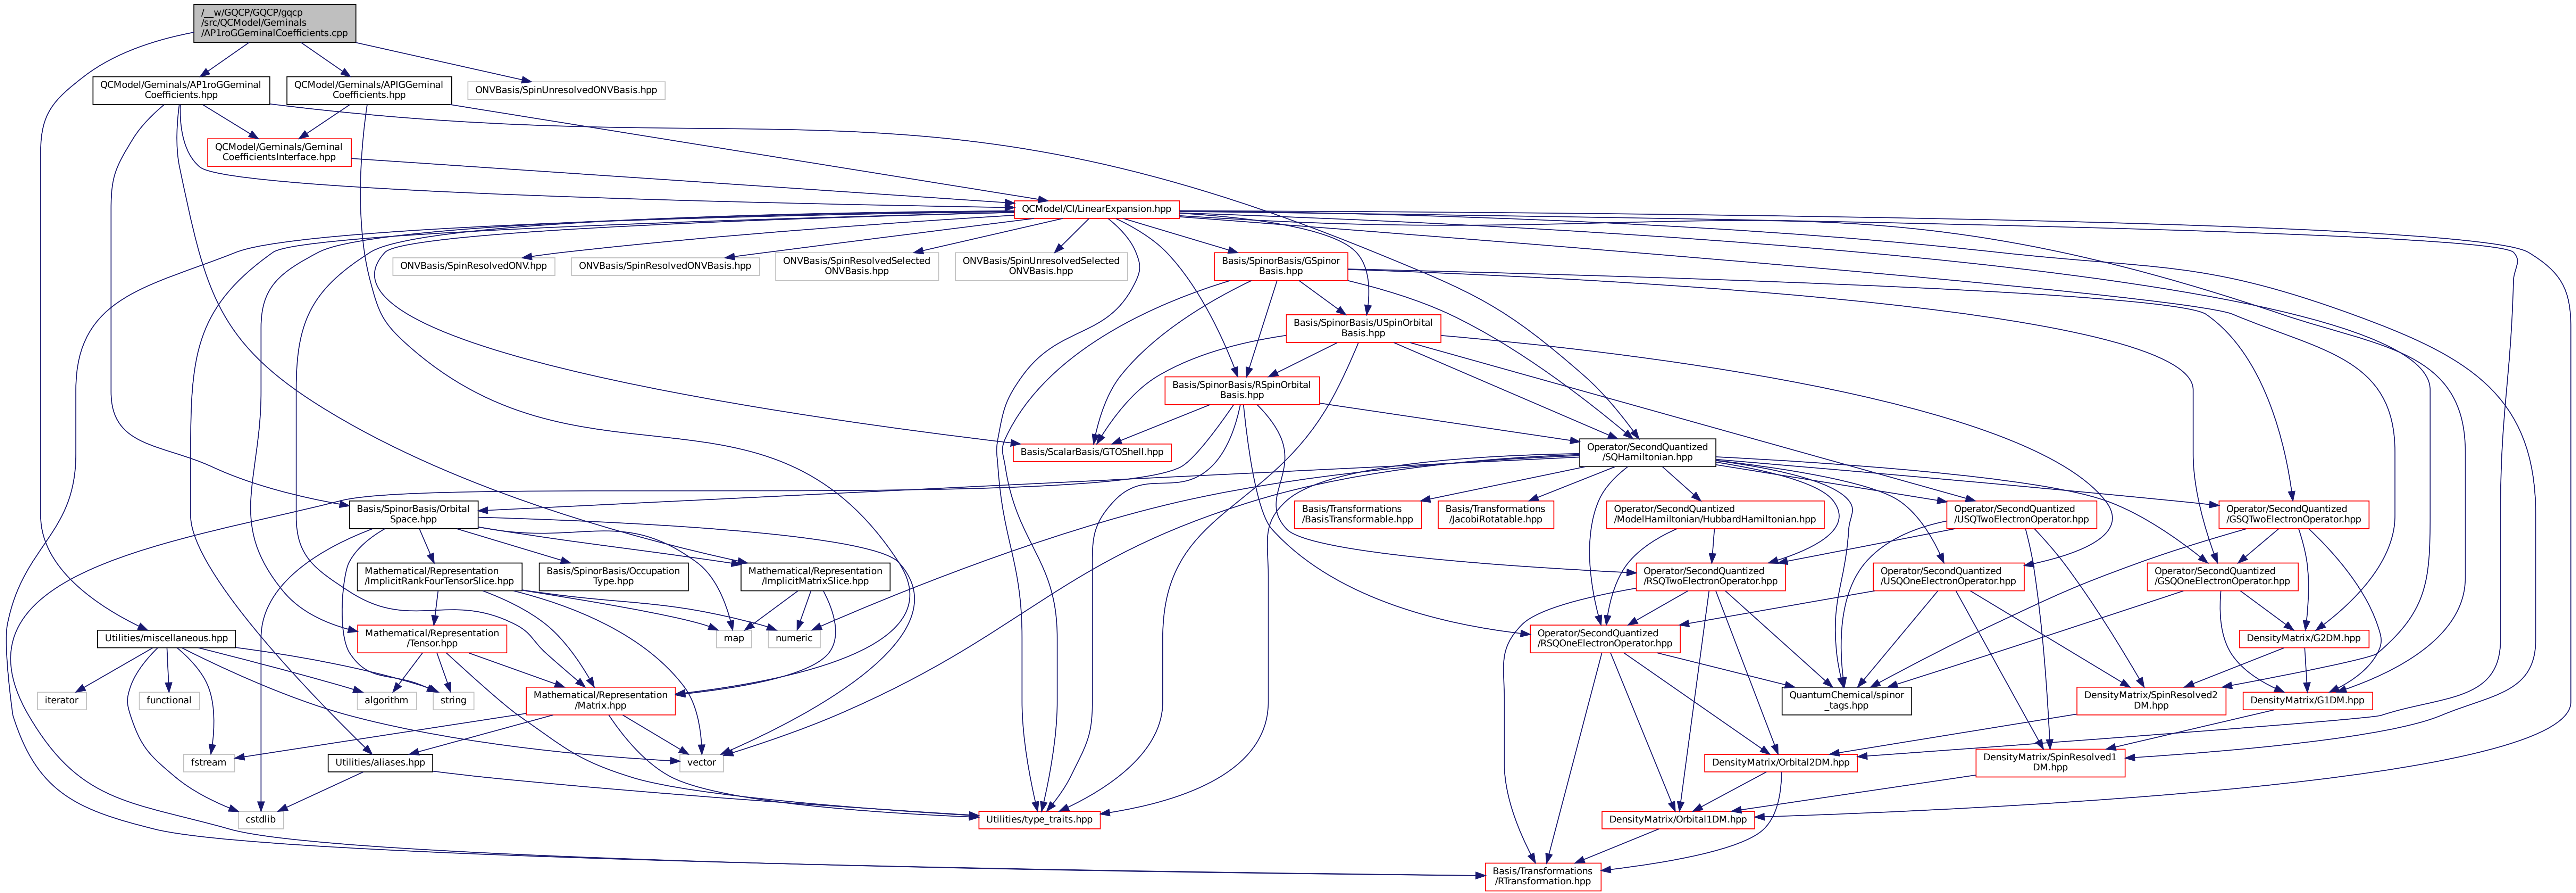 /__w/GQCP/GQCP/gqcp
/src/QCModel/Geminals
/AP1roGGeminalCoefficients.cpp
QCModel/Geminals/AP1roGGeminal
Coefficients.hpp
QCModel/Geminals/APIGGeminal
Coefficients.hpp
ONVBasis/SpinUnresolvedONVBasis.hpp
QCModel/Geminals/Geminal
CoefficientsInterface.hpp
QCModel/CI/LinearExpansion.hpp
ONVBasis/SpinResolvedONV.hpp
ONVBasis/SpinResolvedONVBasis.hpp
ONVBasis/SpinResolvedSelected
ONVBasis.hpp
ONVBasis/SpinUnresolvedSelected
ONVBasis.hpp
Basis/SpinorBasis/GSpinor
Basis.hpp
Basis/SpinorBasis/USpinOrbital
Basis.hpp
Basis/SpinorBasis/RSpinOrbital
Basis.hpp
Basis/ScalarBasis/GTOShell.hpp
Operator/SecondQuantized
/SQHamiltonian.hpp
Basis/SpinorBasis/Orbital
Space.hpp
Basis/Transformations
/BasisTransformable.hpp
Basis/Transformations
/JacobiRotatable.hpp
Operator/SecondQuantized
/ModelHamiltonian/HubbardHamiltonian.hpp
Operator/SecondQuantized
/USQTwoElectronOperator.hpp
Operator/SecondQuantized
/GSQTwoElectronOperator.hpp
Mathematical/Representation
/ImplicitRankFourTensorSlice.hpp
Basis/SpinorBasis/Occupation
Type.hpp
Mathematical/Representation
/ImplicitMatrixSlice.hpp
Operator/SecondQuantized
/RSQTwoElectronOperator.hpp
Operator/SecondQuantized
/USQOneElectronOperator.hpp
Operator/SecondQuantized
/GSQOneElectronOperator.hpp
Utilities/miscellaneous.hpp
Mathematical/Representation
/Tensor.hpp
map
numeric
Operator/SecondQuantized
/RSQOneElectronOperator.hpp
DensityMatrix/G2DM.hpp
iterator
functional
algorithm
string
Mathematical/Representation
/Matrix.hpp
QuantumChemical/spinor
_tags.hpp
DensityMatrix/SpinResolved2
DM.hpp
DensityMatrix/G1DM.hpp
fstream
Utilities/aliases.hpp
vector
DensityMatrix/Orbital2DM.hpp
DensityMatrix/SpinResolved1
DM.hpp
cstdlib
Utilities/type_traits.hpp
DensityMatrix/Orbital1DM.hpp
Basis/Transformations
/RTransformation.hpp